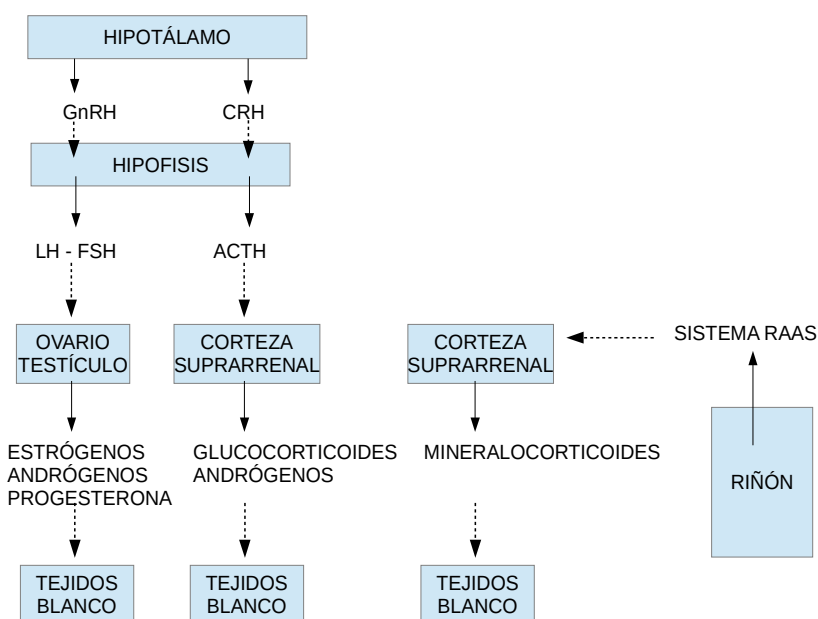 HIPOTÁLAMO
GnRH
CRH
HIPOFISIS
LH - FSH
ACTH
OVARIO
TESTÍCULO
CORTEZA
SUPRARRENAL
CORTEZA
SUPRARRENAL
SISTEMA RAAS
ESTRÓGENOS
ANDRÓGENOS
PROGESTERONA
GLUCOCORTICOIDES
ANDRÓGENOS
MINERALOCORTICOIDES
RIÑÓN
TEJIDOS
BLANCO
TEJIDOS
BLANCO
TEJIDOS
BLANCO